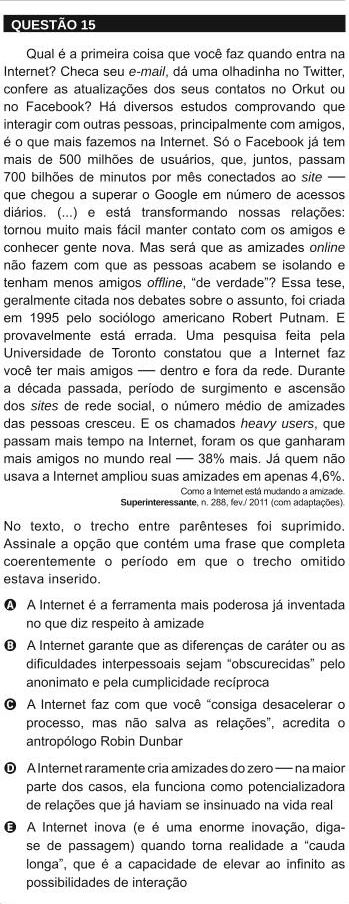 QUESTÃO 15
Qual é a primeira coisa que você faz quando entra na
Internet? Checa seu e-mail, dá uma olhadinha no Twitter,
confere as atualizações dos seus contatos no Orkut ou
no Facebook? Há diversos estudos comprovando que
interagir com outras pessoas, principalmente com amigos,
é o que mais fazemos na Internet. Só o Facebook já tem
mais de 500 milhões de usuários, que, juntos, passam
700 bilhões de minutos por mês conectados ao site —
que chegou a superar o Google em número de acessos
diários. (...) e está transformando nossas relações:
tornou muito mais fácil manter contato com os amigos e
conhecer gente nova. Mas será que as amizades online
não fazem com que as pessoas acabem se isolando e
tenham menos amigos offline, “de verdade”? Essa tese,
geralmente citada nos debates sobre o assunto, foi criada
em 1995 pelo sociólogo americano Robert Putnam. E
provavelmente está errada. Uma pesquisa feita pela
Universidade de Toronto constatou que a Internet faz
você ter mais amigos — dentro e fora da rede. Durante
a década passada, período de surgimento e ascensão
dos sites de rede social, o número médio de amizades
das pessoas cresceu. E os chamados heavy users, que
passam mais tempo na Internet, foram os que ganharam
mais amigos no mundo real — 38% mais. Já quem não
usava a Internet ampliou suas amizades em apenas 4,6%.
Como a Internet está mudando a amizade.
Superinteressante, n. 288, fev./ 2011 (com adaptações).
No texto, o trecho entre parênteses foi suprimido.
Assinale a opção que contém uma frase que completa
coerentemente o período em que o trecho omitido
estava inserido.
A A Internet é a ferramenta mais poderosa já inventada
no que diz respeito à amizade
B A Internet garante que as diferenças de caráter ou as
dificuldades interpessoais sejam “obscurecidas” pelo
anonimato e pela cumplicidade recíproca
C A Internet faz com que você “consiga desacelerar o
processo, mas não salva as relações”, acredita o
antropólogo Robin Dunbar
D A Internet raramente cria amizades do zero — na maior
parte dos casos, ela funciona como potencializadora
de relações que já haviam se insinuado na vida real
E A Internet inova (e é uma enorme inovação, diga-
se de passagem) quando torna realidade a “cauda
longa”, que é a capacidade de elevar ao infinito as
possibilidades de interação